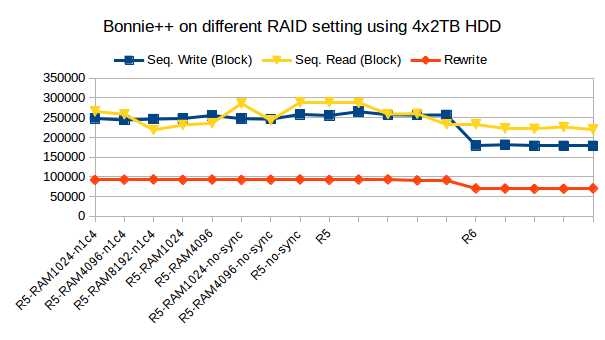 Bonnie++ on different RAID setting using 4x2TB HDD
Seq. Write (Block) Seq. Read (Block) Rewrite
350000
300000
250000
200000
150000
100000
50000
0
R5-RAM1024-n1c4
R5-RAM4096-n1c4
R5-RAM8192-n1c4
R5-RAM1024
R5-RAM4096
R5-RAM1024-no-sync
R5-RAM4096-no-sync
R5-no-sync
R5
R6